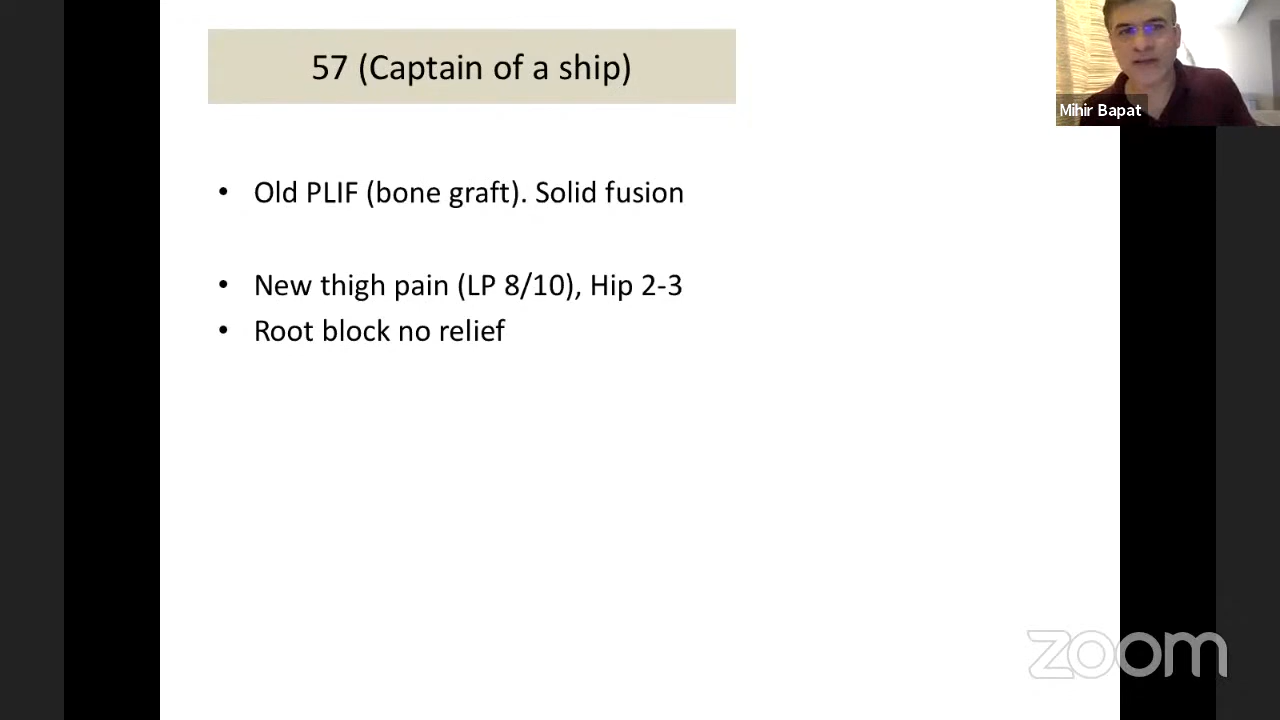 57 (Captain of a ship)
Mihir Bapat
• Old PLIF (bone graft). Solid fusion
• New thigh pain (LP 8/10), Hip 2-3
• Root block no relief
zoom